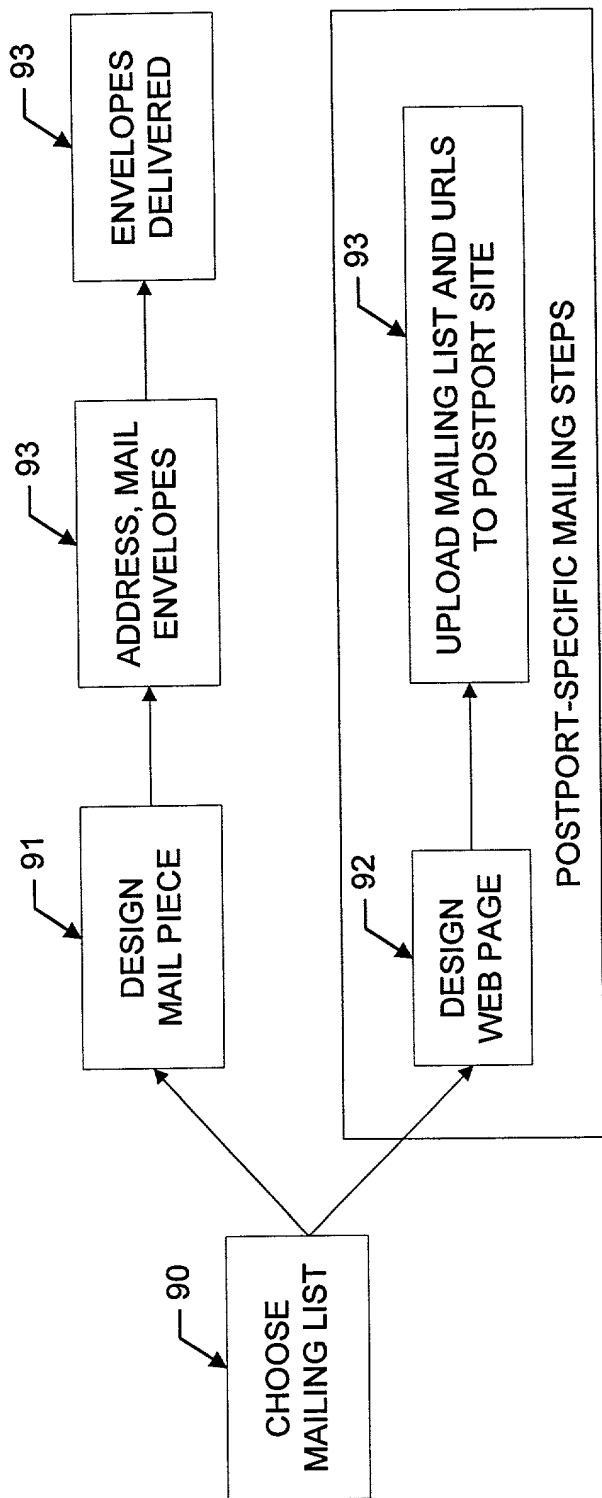 90
CHOOSE
MAILING LIST
91
DESIGN
MAIL PIECE
93
ADDRESS, MAIL
ENVELOPES
93
ENVELOPES
DELIVERED
92
DESIGN
WEB PAGE
93
UPLOAD MAILING LIST AND URLS
TO POSTPORT SITE
POSTPORT-SPECIFIC MAILING STEPS